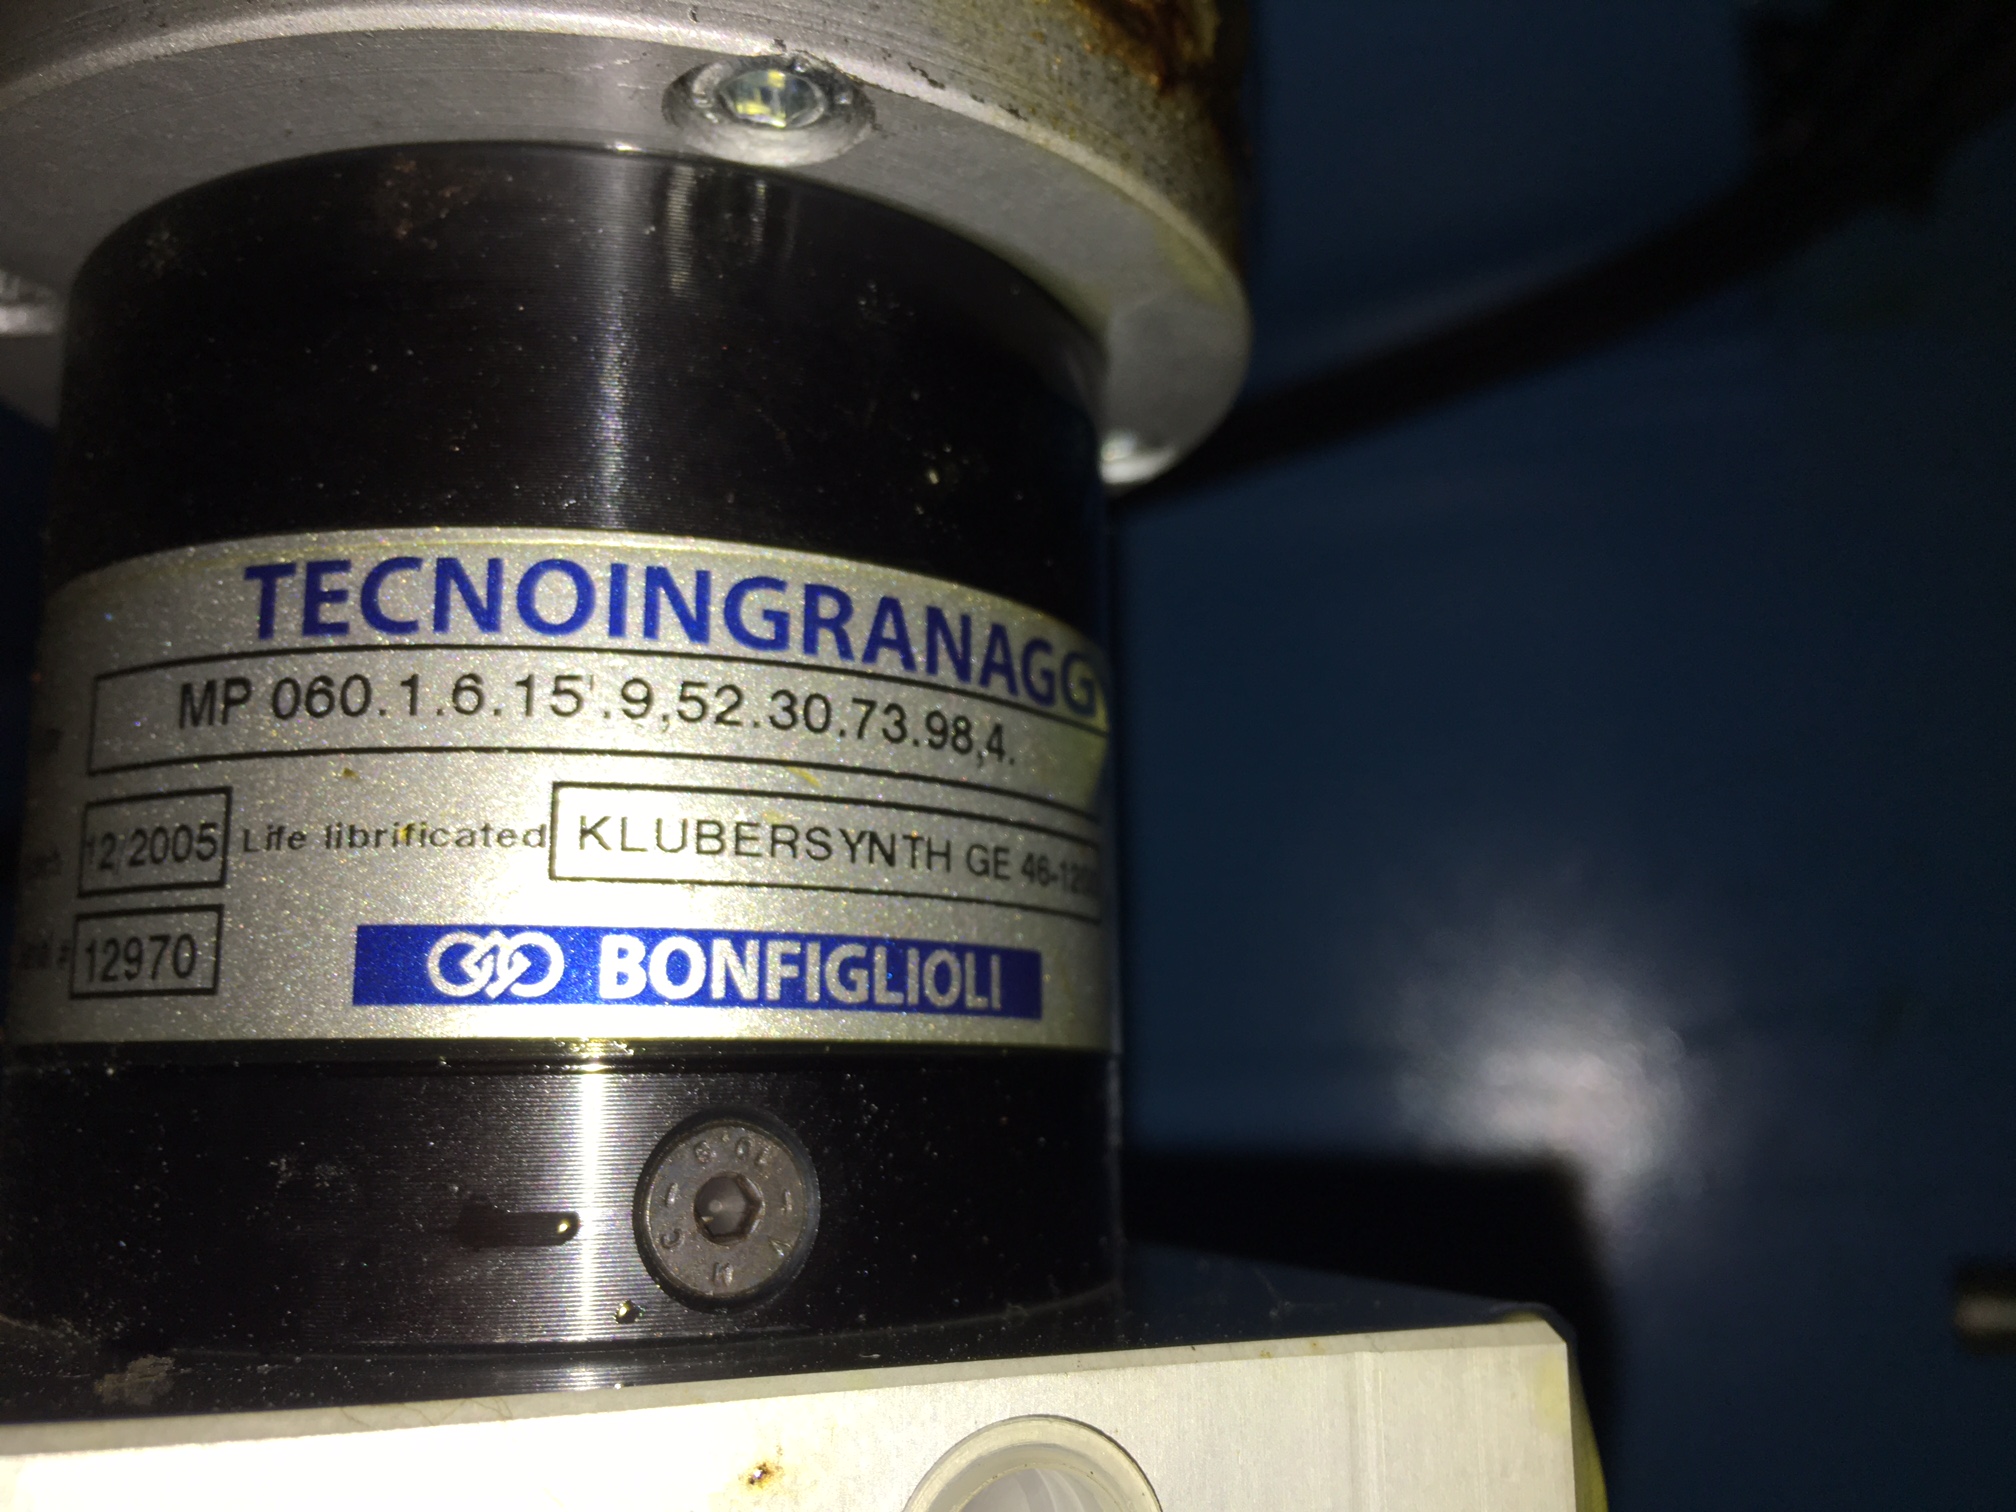 TECNOINGRANAGG
MP 060.1.6.15'.9,52.30.73.98,4.
12/2005 Life librificated KLUBERSYNTH GE 46-120
12970
BONFIGLIOLI